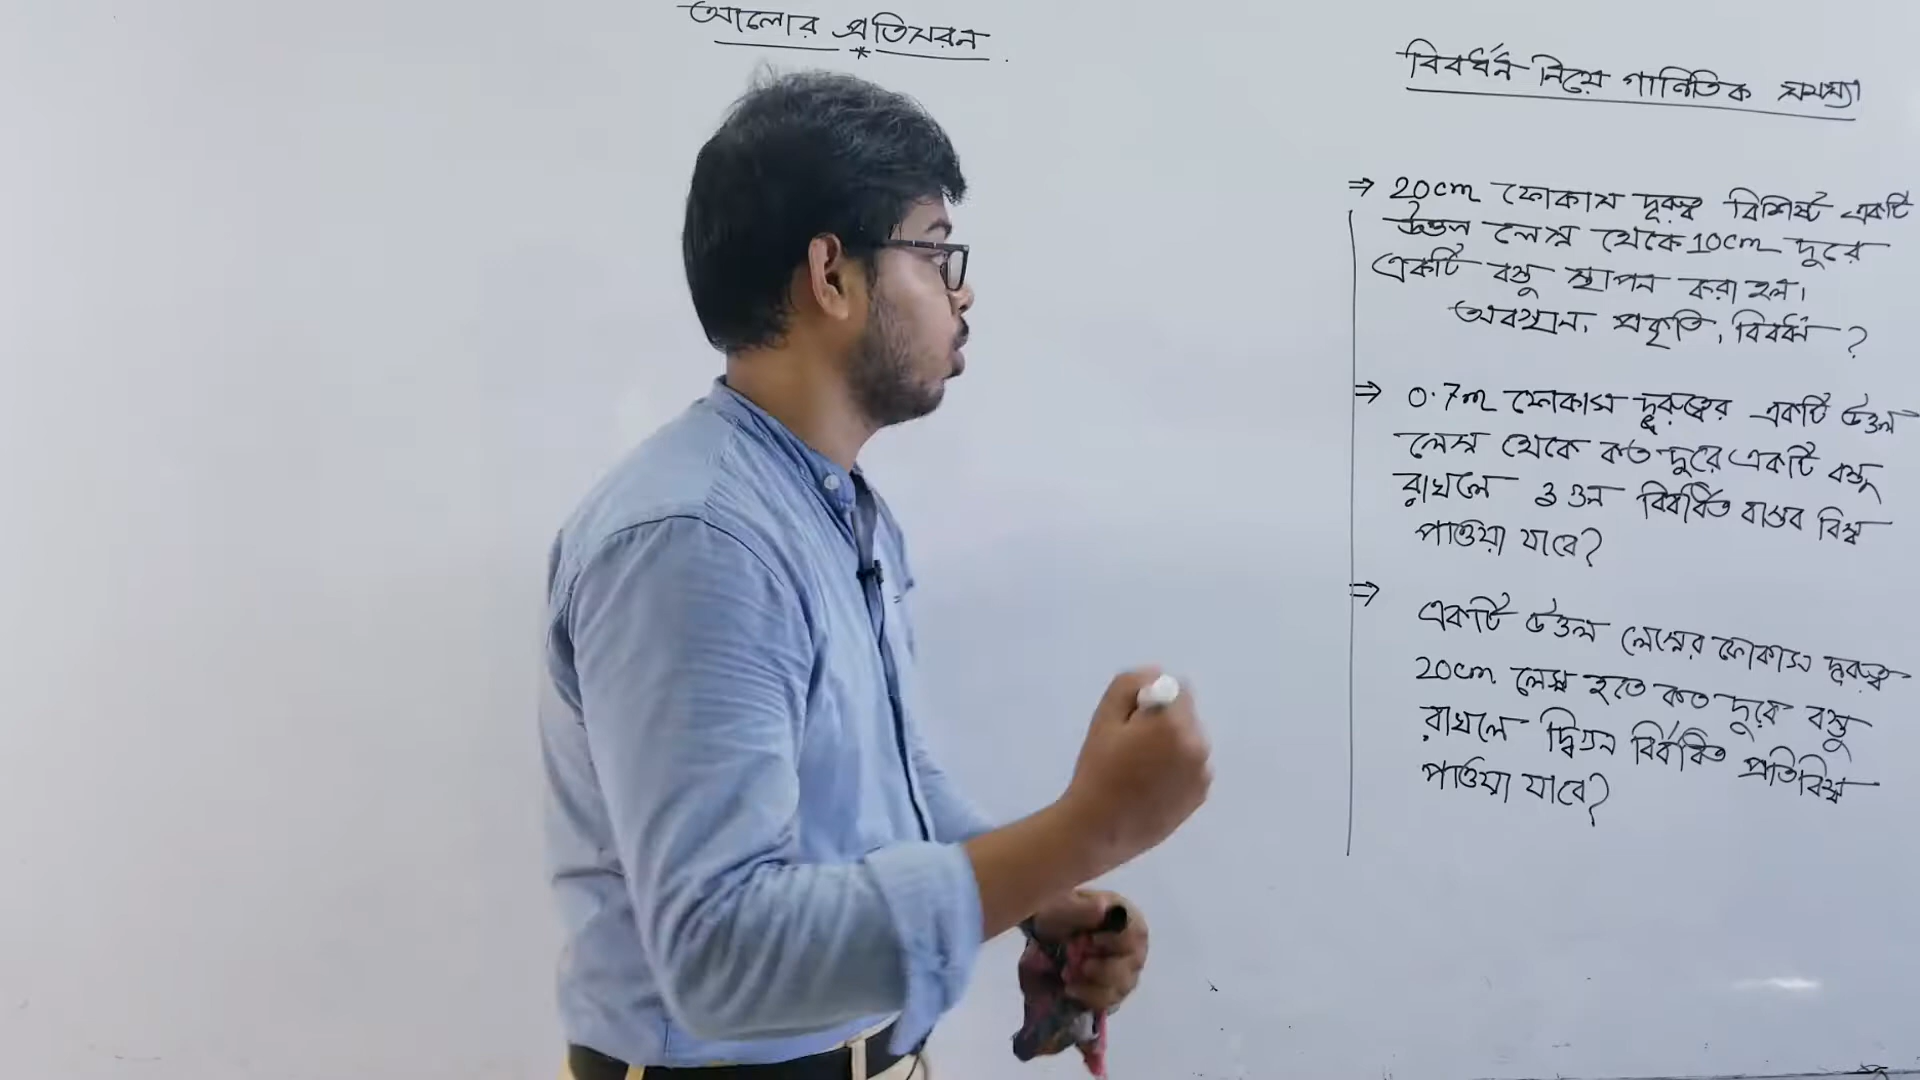 আলোর প্রতিসরন
বিবর্ধন নিয়ে গানিতিক সমস্যা
⇒ 20cm ফোকাস দূরত্ব বিশিষ্ট একটি
উত্তল লেন্স থেকে 10cm দূরে
একটি বস্তু স্থাপন করা হল।
অবস্থান, প্রকৃতি, বিবর্ধন ?
⇒ 0.7m ফোকাস দূরত্বের একটি উত্তল
লেন্স থেকে কত দূরে একটি বস্তু
রাখলে ৩ গুন বিবর্ধিত বাস্তব বিম্ব
পাওয়া যাবে?
⇒ একটি উত্তল লেন্সের ফোকাস দূরত্ব
20cm লেন্স হতে কত দূরে বস্তু
রাখলে দ্বিগুন বিবর্ধিত প্রতিবিম্ব
পাওয়া যাবে?